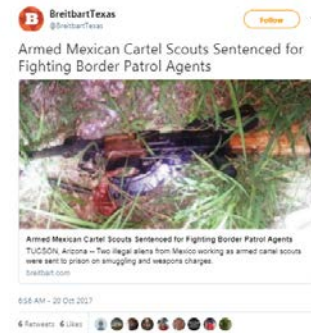 B
BreitbartTexas
@BreitbartTexas
Follow
Armed Mexican Cartel Scouts Sentenced for
Fighting Border Patrol Agents
Armed Mexican Cartel Scouts Sentenced for Fighting Border Patrol Agents
TUCSON, Arizona -- Two illegal aliens from Mexico working as armed cartel scouts
were sent to prison on smuggling and weapons charges.
breitbart.com
8:58 AM - 20 Oct 2017
6 Retweets 6 Likes